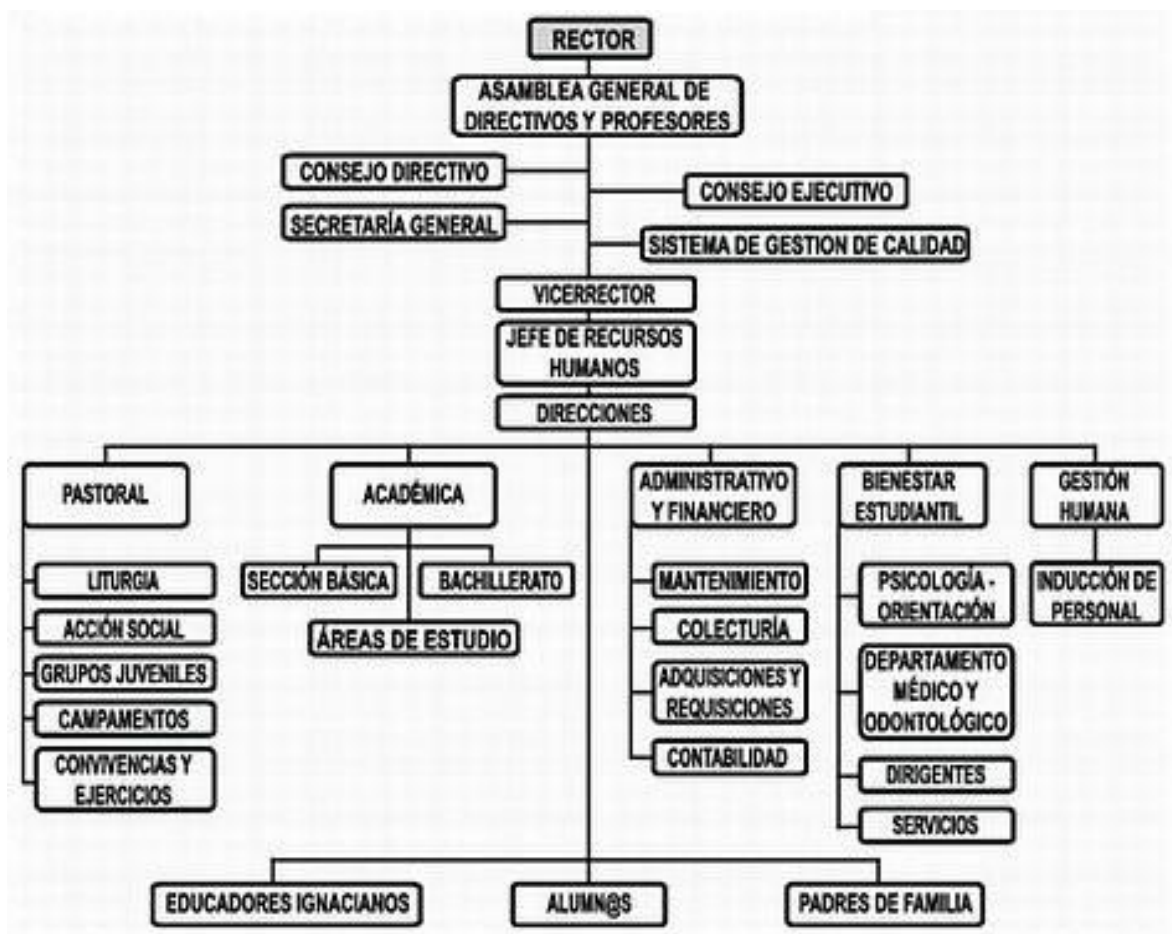 RECTOR
ASAMBLEA GENERAL DE
DIRECTIVOS Y PROFESORES
CONSEJO DIRECTIVO
CONSEJO EJECUTIVO
SECRETARÍA GENERAL
SISTEMA DE GESTION DE CALIDAD
VICERRECTOR
JEFE DE RECURSOS
HUMANOS
DIRECCIONES
PASTORAL
LITURGIA
ACCIÓN SOCIAL
GRUPOS JUVENILES
CAMPAMENTOS
CONVIVENCIAS Y
EJERCICIOS
ACADÉMICA
SECCIÓN BÁSICA
BACHILLERATO
ÁREAS DE ESTUDIO
ADMINISTRATIVO
Y FINANCIERO
MANTENIMIENTO
COLECTURÍA
ADQUISICIONES Y
REQUISICIONES
CONTABILIDAD
BIENESTAR
ESTUDIANTIL
PSICOLOGÍA -
ORIENTACIÓN
DEPARTAMENTO
MÉDICO Y
ODONTOLÓGICO
DIRIGENTES
SERVICIOS
GESTIÓN
HUMANA
INDUCCIÓN DE
PERSONAL
EDUCADORES IGNACIANOS
ALUMN@S
PADRES DE FAMILIA